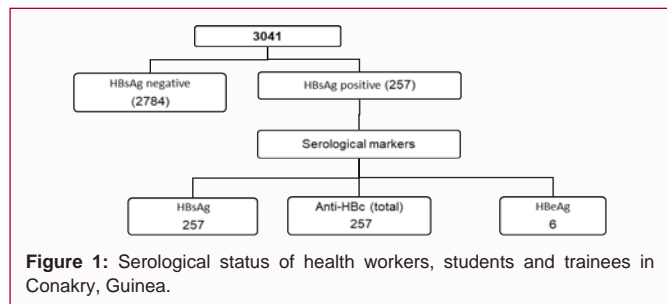 3041
HBsAg negative
(2784)
HBsAg positive (257)
Serological markers
HBsAg
257
Anti-HBc (total)
257
HBeAg
6
Figure 1: Serological status of health workers, students and trainees in
Conakry, Guinea.